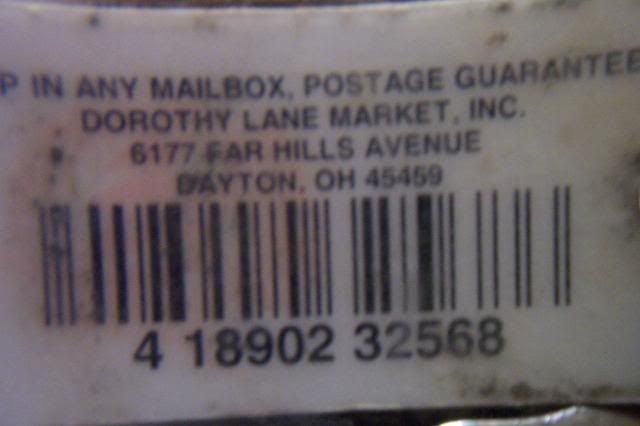 P IN ANY MAILBOX, POSTAGE GUARANTEE
DOROTHY LANE MARKET, INC.
6177 FAR HILLS AVENUE
DAYTON, OH 45459
4 18902 32568